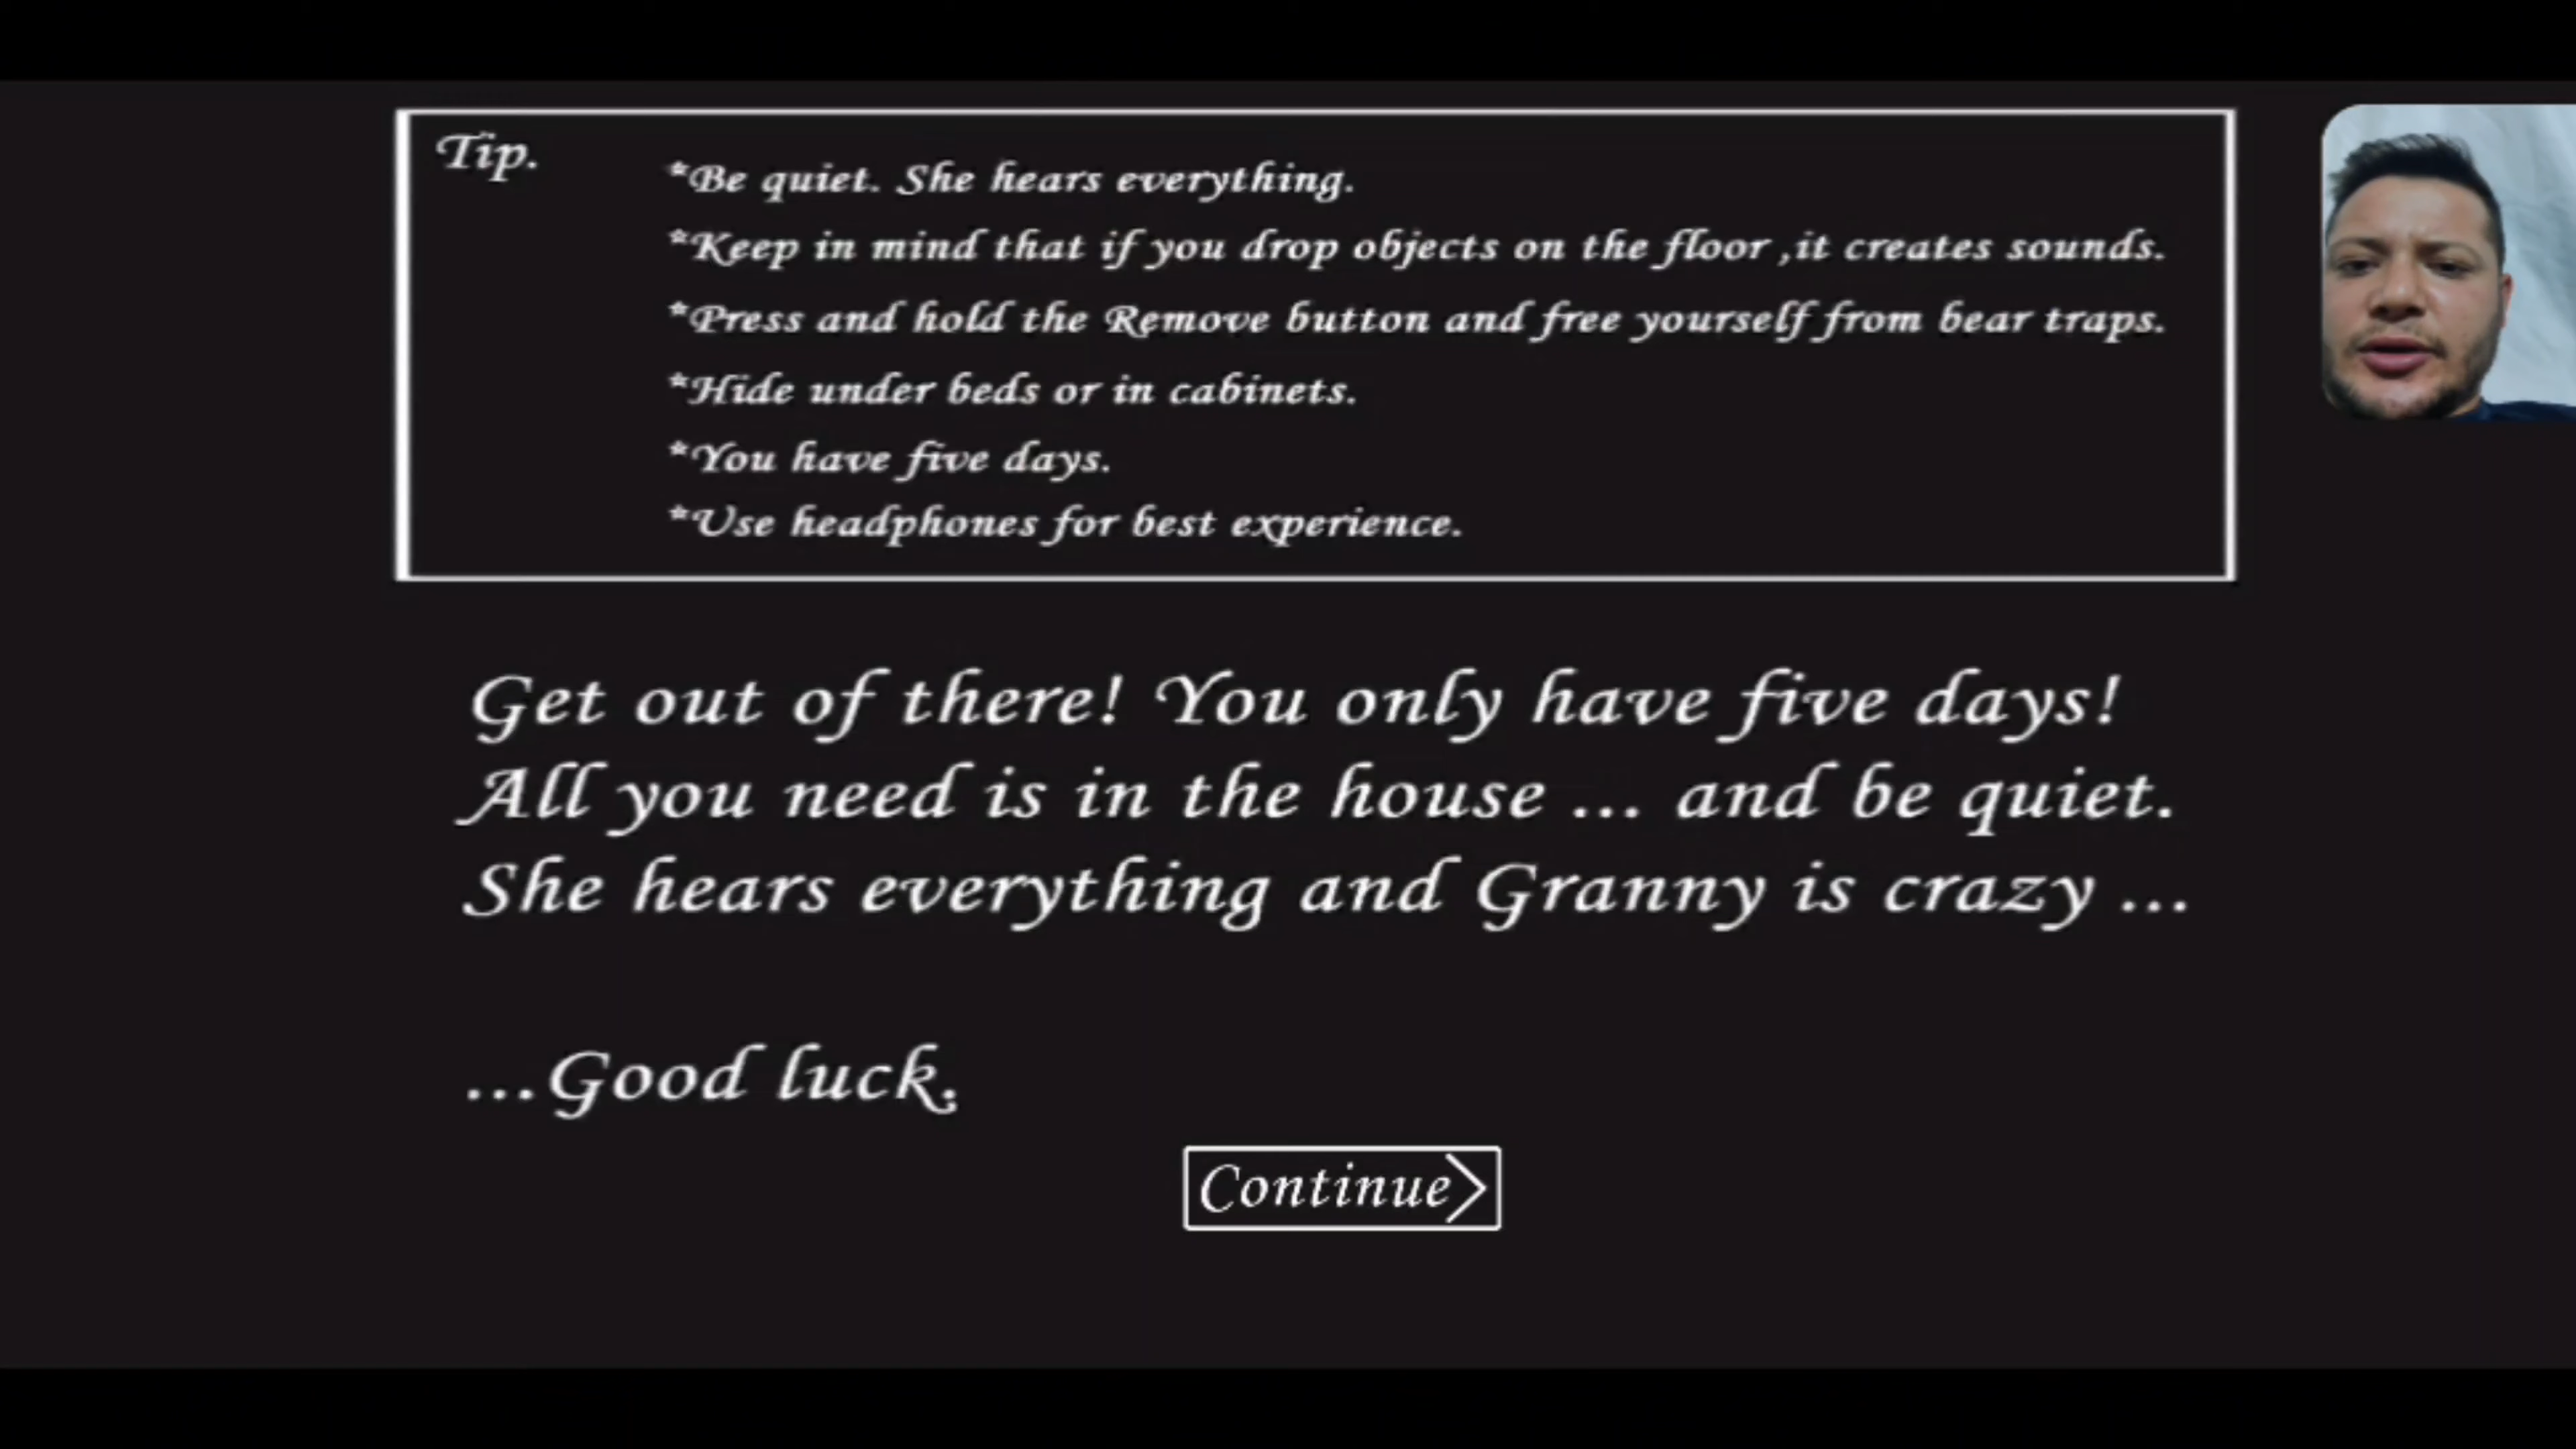 Tip.
*Be quiet. She hears everything.
*Keep in mind that if you drop objects on the floor ,it creates sounds.
*Press and hold the Remove button and free yourself from bear traps.
*Hide under beds or in cabinets.
*You have five days.
*Use headphones for best experience.
Get out of there! You only have five days!
All you need is in the house ... and be quiet.
She hears everything and Granny is crazy ...
...Good luck.
Continue>